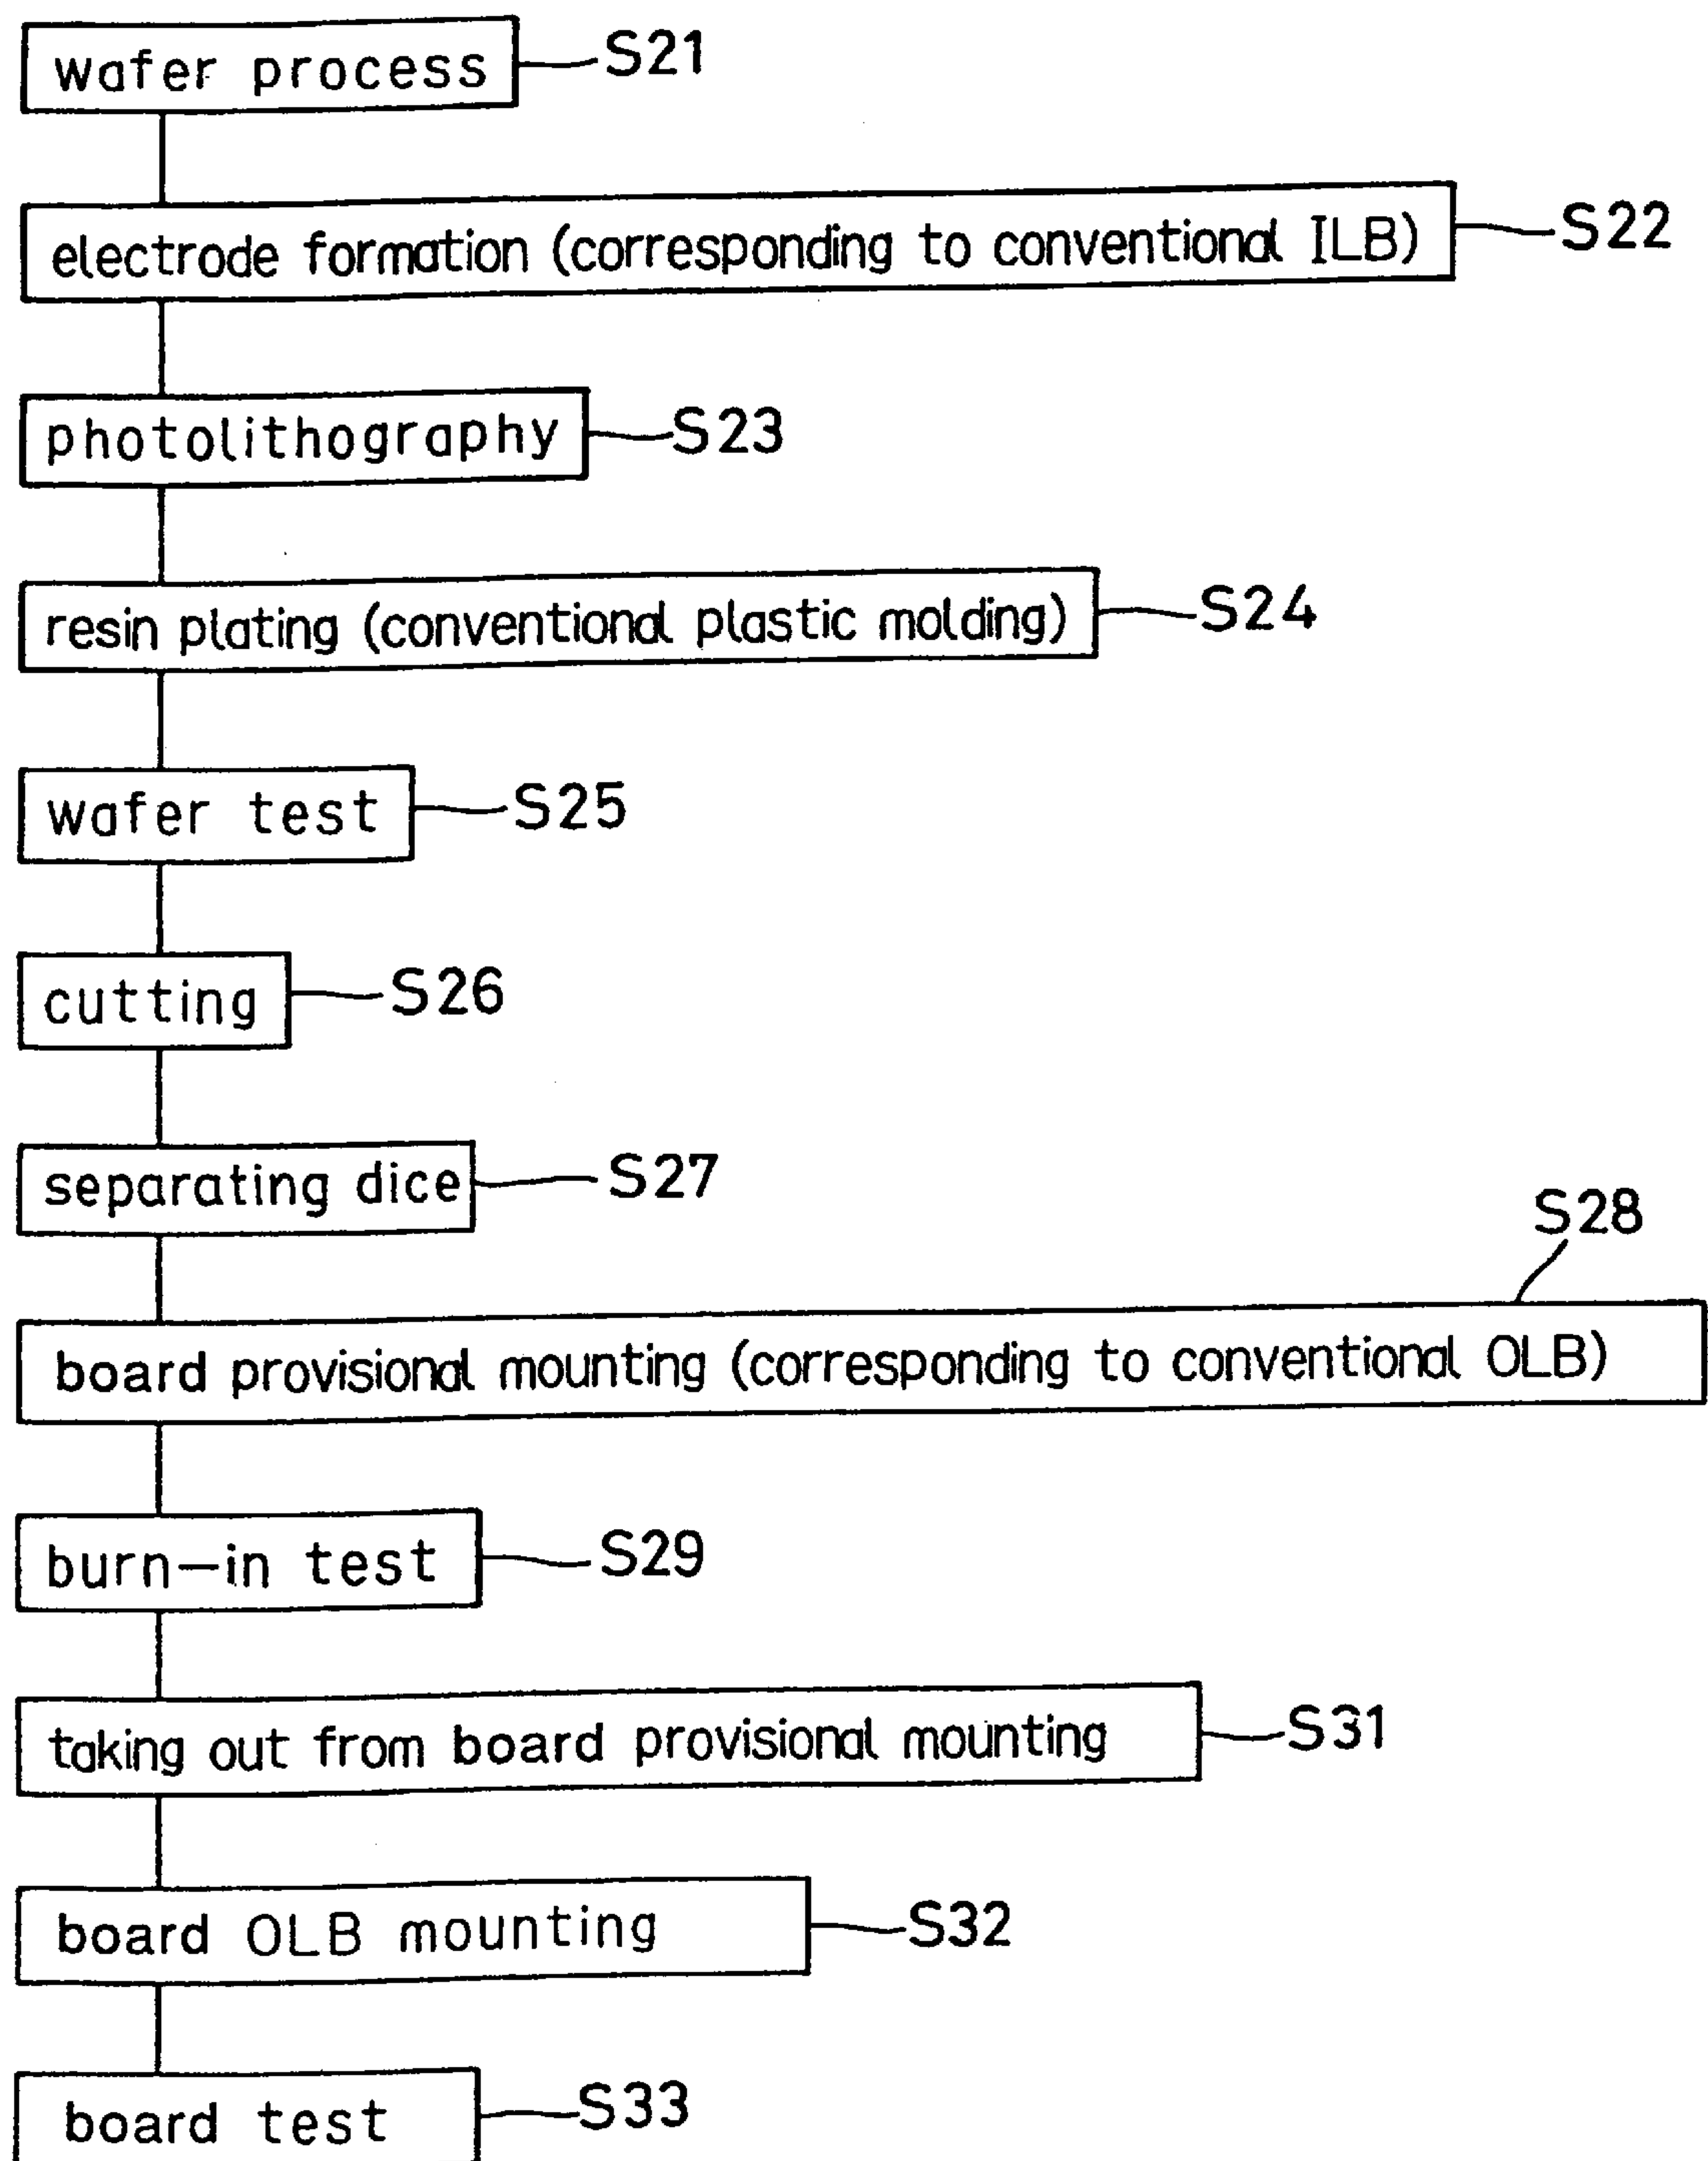 wafer process S21
electrode formation (corresponding to conventional ILB) S22
photolithography S23
resin plating (conventional plastic molding) S24
wafer test S25
cutting S26
separating dice S27
S28
board provisional mounting (corresponding to conventional OLB)
burn-in test S29
taking out from board provisional mounting S31
board OLB mounting S32
board test S33